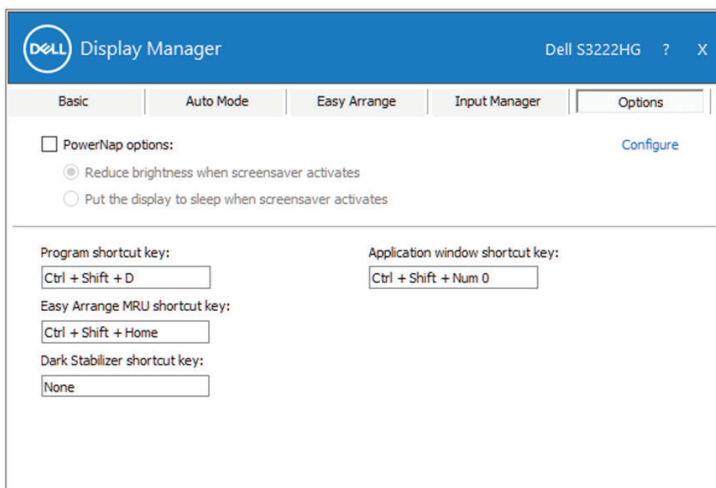 DELL Display Manager Dell S3222HG ? X
Basic Auto Mode Easy Arrange Input Manager Options
PowerNap options: Configure
Reduce brightness when screensaver activates
Put the display to sleep when screensaver activates
Program shortcut key: Application window shortcut key:
Ctrl + Shift + D Ctrl + Shift + Num 0
Easy Arrange MRU shortcut key:
Ctrl + Shift + Home
Dark Stabilizer shortcut key:
None